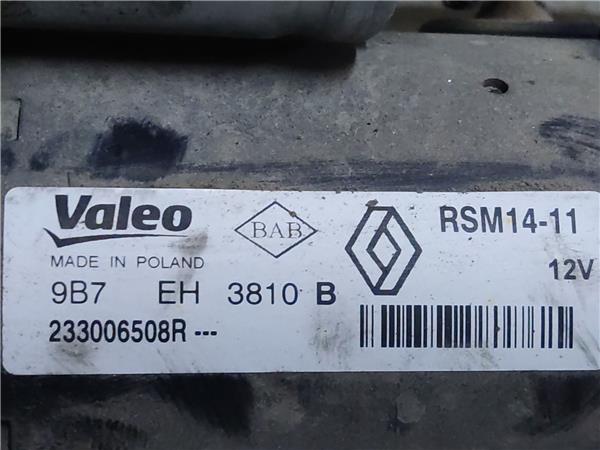 Valeo
BAB
RSM14-11
MADE IN POLAND
12V
9B7 EH 3810 B
233006508R ---